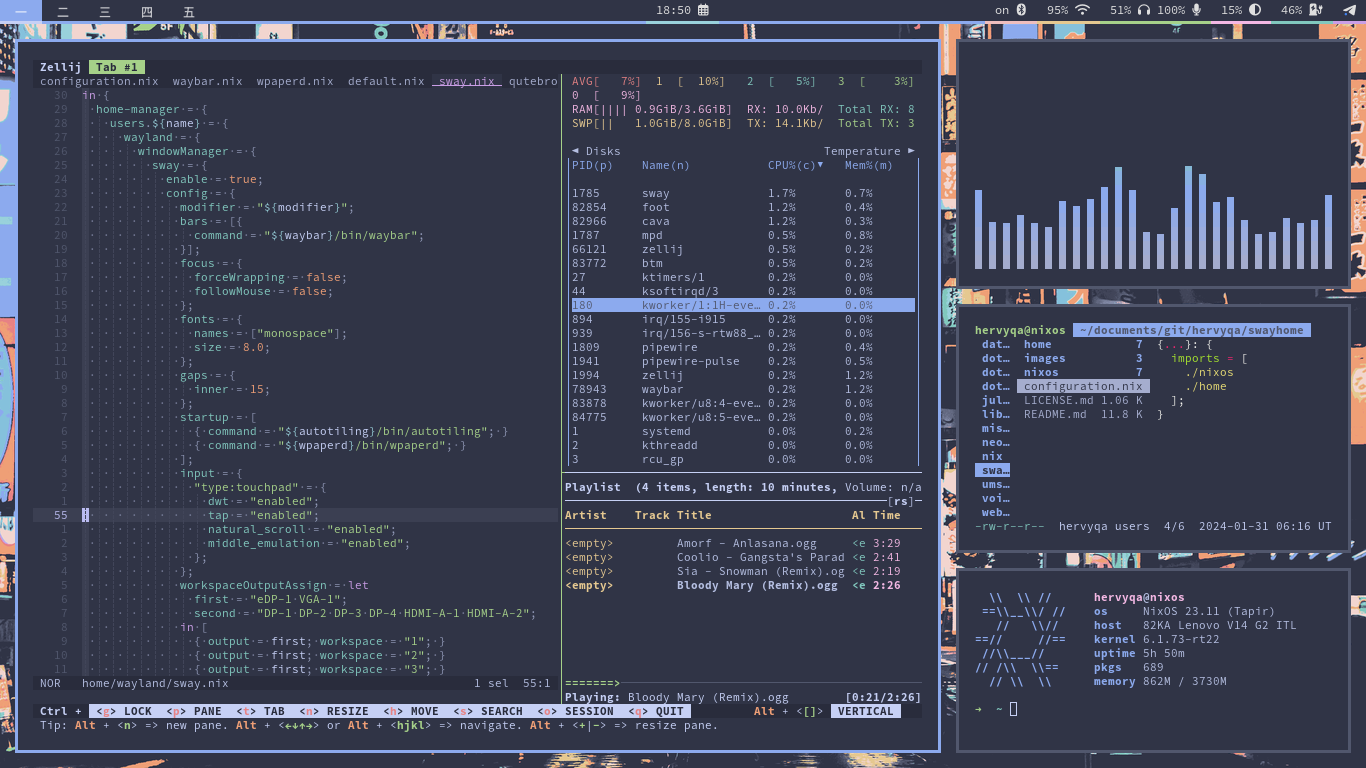 一 二 三 四 五 18:50 on 95% 51% 100% 15% 46%
Zellij Tab #1
configuration.nix waybar.nix wpaperd.nix default.nix sway.nix qutebro
30 in {
29 home-manager = {
28 users.${name} = {
27 wayland = {
26 windowManager = {
25 sway = {
24 enable = true;
23 config = {
22 modifier = "${modifier}";
21 bars = [{
20 command = "${waybar}/bin/waybar";
19 }];
18 focus = {
17 forceWrapping = false;
16 followMouse = false;
15 };
14 fonts = {
13 names = ["monospace"];
12 size = 8.0;
11 };
10 gaps = {
9 inner = 15;
8 };
7 startup = [
6 { command = "${autotiling}/bin/autotiling"; }
5 { command = "${wpaperd}/bin/wpaperd"; }
4 ];
3 input = {
2 "type:touchpad" = {
1 dwt = "enabled";
55 tap = "enabled";
1 natural_scroll = "enabled";
2 middle_emulation = "enabled";
3 };
4 };
5 workspaceOutputAssign = let
6 first = "eDP-1 VGA-1";
7 second = "DP-1 DP-2 DP-3 DP-4 HDMI-A-1 HDMI-A-2";
8 in [
9 { output = first; workspace = "1"; }
10 { output = first; workspace = "2"; }
11 { output = first; workspace = "3"; }
NOR home/wayland/sway.nix 1 sel 55:1
AVG[ 7%] 1 [ 10%] 2 [ 5%] 3 [ 3%]
0 [ 9%]
RAM[|||| 0.9GiB/3.6GiB] RX: 10.0Kb/ Total RX: 8
SWP[|| 1.0GiB/8.0GiB] TX: 14.1Kb/ Total TX: 3
◄ Disks Temperature ►
PID(p) Name(n) CPU%(c)▼ Mem%(m)
1785 sway 1.7% 0.7%
82854 foot 1.2% 0.4%
82966 cava 1.2% 0.3%
1787 mpd 0.5% 0.8%
66121 zellij 0.5% 0.2%
83772 btm 0.5% 0.2%
27 ktimers/1 0.2% 0.0%
44 ksoftirqd/3 0.2% 0.0%
180 kworker/1:1H-eve… 0.2% 0.0%
894 irq/155-i915 0.2% 0.0%
939 irq/156-s-rtw88_… 0.2% 0.0%
1809 pipewire 0.2% 0.4%
1941 pipewire-pulse 0.2% 0.5%
1994 zellij 0.2% 1.2%
78943 waybar 0.2% 1.2%
83878 kworker/u8:4-eve… 0.2% 0.0%
84775 kworker/u8:5-eve… 0.2% 0.0%
1 systemd 0.0% 0.2%
2 kthreadd 0.0% 0.0%
3 rcu_gp 0.0% 0.0%
Playlist (4 items, length: 10 minutes, Volume: n/a
[rs]
Artist Track Title Al Time
<empty> Amorf - Anlasana.ogg <e 3:29
<empty> Coolio - Gangsta's Parad <e 2:41
<empty> Sia - Snowman (Remix).og <e 2:19
<empty> Bloody Mary (Remix).ogg <e 2:26
=======>
Playing: Bloody Mary (Remix).ogg [0:21/2:26]
Ctrl + <g> LOCK <p> PANE <t> TAB <n> RESIZE <h> MOVE <s> SEARCH <o> SESSION <q> QUIT Alt + <[]> VERTICAL
Tip: Alt + <n> => new pane. Alt + <←↓↑→> or Alt + <hjkl> => navigate. Alt + <+|-> => resize pane.
hervyqa@nixos ~/documents/git/hervyqa/swayhome
dat… home 7 {...}: {
dot… images 3 imports = [
dot… nixos 7 ./nixos
dot… configuration.nix ./home
jul… LICENSE.md 1.06 K ];
lib… README.md 11.8 K }
mis…
neo…
nix
swa…
ums…
voi…
web…
-rw-r--r-- hervyqa users 4/6 2024-01-31 06:16 UT
\\ \\ // hervyqa@nixos
==\\__\\/ // os NixOS 23.11 (Tapir)
// \\// host 82KA Lenovo V14 G2 ITL
==// //== kernel 6.1.73-rt22
//\\___// uptime 5h 50m
// /\\ \\== pkgs 689
// \\ \\ memory 862M / 3730M
→ ~